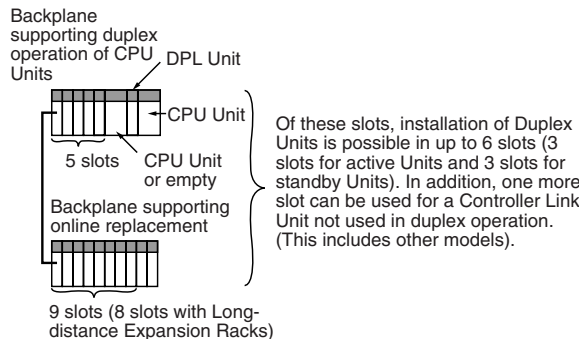 Backplane
supporting duplex
operation of CPU
Units
DPL Unit
CPU Unit
5 slots
CPU Unit
or empty
Backplane supporting
online replacement
9 slots (8 slots with Long-
distance Expansion Racks)
Of these slots, installation of Duplex
Units is possible in up to 6 slots (3
slots for active Units and 3 slots for
standby Units). In addition, one more
slot can be used for a Controller Link
Unit not used in duplex operation.
(This includes other models).